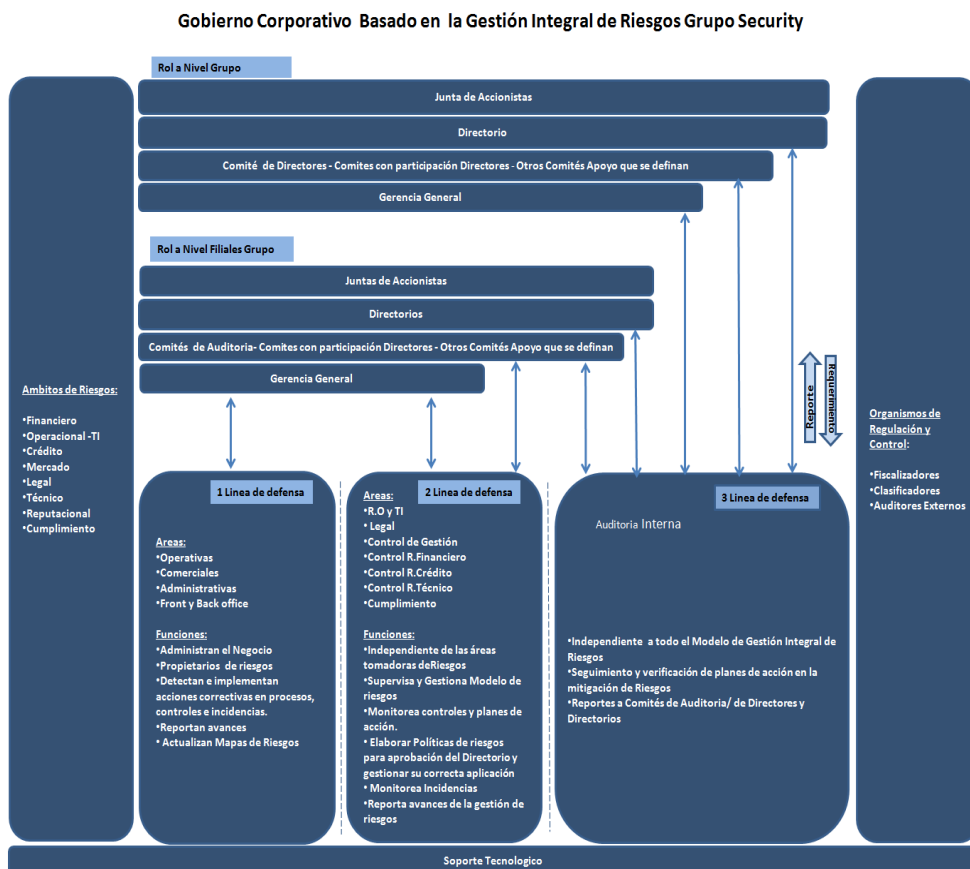 Gobierno Corporativo Basado en la Gestión Integral de Riesgos Grupo Security
Rol a Nivel Grupo
Junta de Accionistas
Directorio
Comité de Directores - Comites con participación Directores - Otros Comités Apoyo que se definan
Gerencia General
Rol a Nivel Filiales Grupo
Juntas de Accionistas
Directorios
Comités de Auditoria- Comites con participación Directores - Otros Comités Apoyo que se definan
Gerencia General
Ambitos de Riesgos:
•Financiero
•Operacional -TI
•Crédito
•Mercado
•Legal
•Técnico
•Reputacional
•Cumplimiento
Reporte
Requerimiento
Organismos de
Regulación y
Control:
•Fiscalizadores
•Clasificadores
•Auditores Externos
1 Linea de defensa
Areas:
•Operativas
•Comerciales
•Administrativas
•Front y Back office
Funciones:
•Administran el Negocio
•Propietarios de riesgos
•Detectan e implementan
acciones correctivas en procesos,
controles e incidencias.
•Reportan avances
• Actualizan Mapas de Riesgos
2 Linea de defensa
Areas:
•R.O y TI
• Legal
•Control de Gestión
•Control R.Financiero
•Control R.Crédito
•Control R.Técnico
•Cumplimiento
Funciones:
•Independiente de las áreas
tomadoras deRiesgos
•Supervisa y Gestiona Modelo de
riesgos
•Monitorea controles y planes de
acción.
• Elaborar Políticas de riesgos
para aprobación del Directorio y
gestionar su correcta aplicación
• Monitorea Incidencias
•Reporta avances de la gestión de
riesgos
3 Linea de defensa
Auditoria Interna
•Independiente a todo el Modelo de Gestión Integral de
Riesgos
•Seguimiento y verificación de planes de acción en la
mitigación de Riesgos
•Reportes a Comités de Auditoria/ de Directores y
Directorios
Soporte Tecnologico